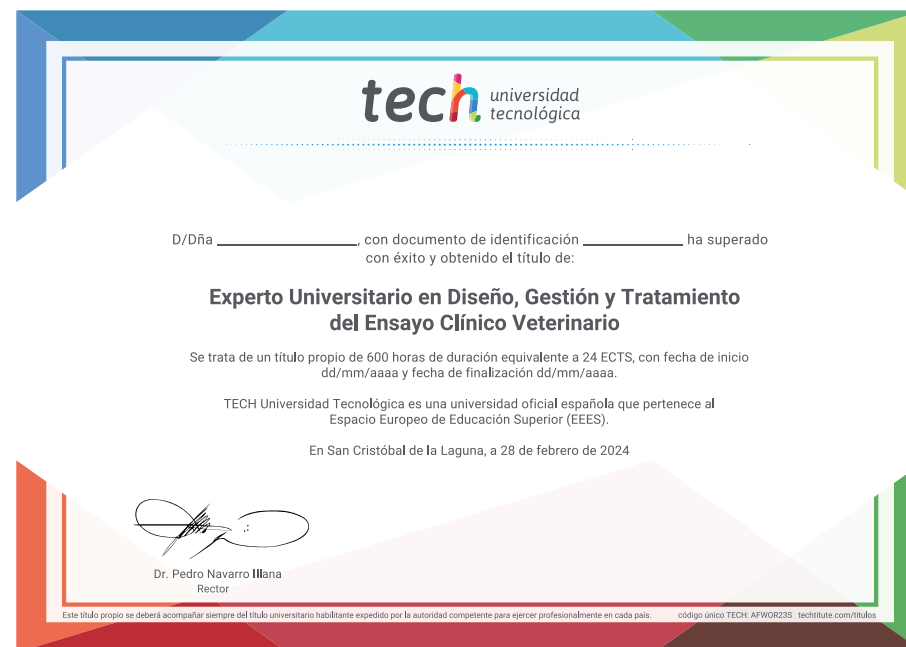 tech universidad
tecnológica
D/Dña ______________, con documento de identificación __________ ha superado
con éxito y obtenido el título de:
Experto Universitario en Diseño, Gestión y Tratamiento
del Ensayo Clínico Veterinario
Se trata de un título propio de 600 horas de duración equivalente a 24 ECTS, con fecha de inicio
dd/mm/aaaa y fecha de finalización dd/mm/aaaa.
TECH Universidad Tecnológica es una universidad oficial española que pertenece al
Espacio Europeo de Educación Superior (EEES).
En San Cristóbal de la Laguna, a 28 de febrero de 2024
Dr. Pedro Navarro Illana
Rector
Este título propio se deberá acompañar siempre del título universitario habilitante expedido por la autoridad competente para ejercer profesionalmente en cada país. código único TECH: AFWOR23S techtitute.com/titulos